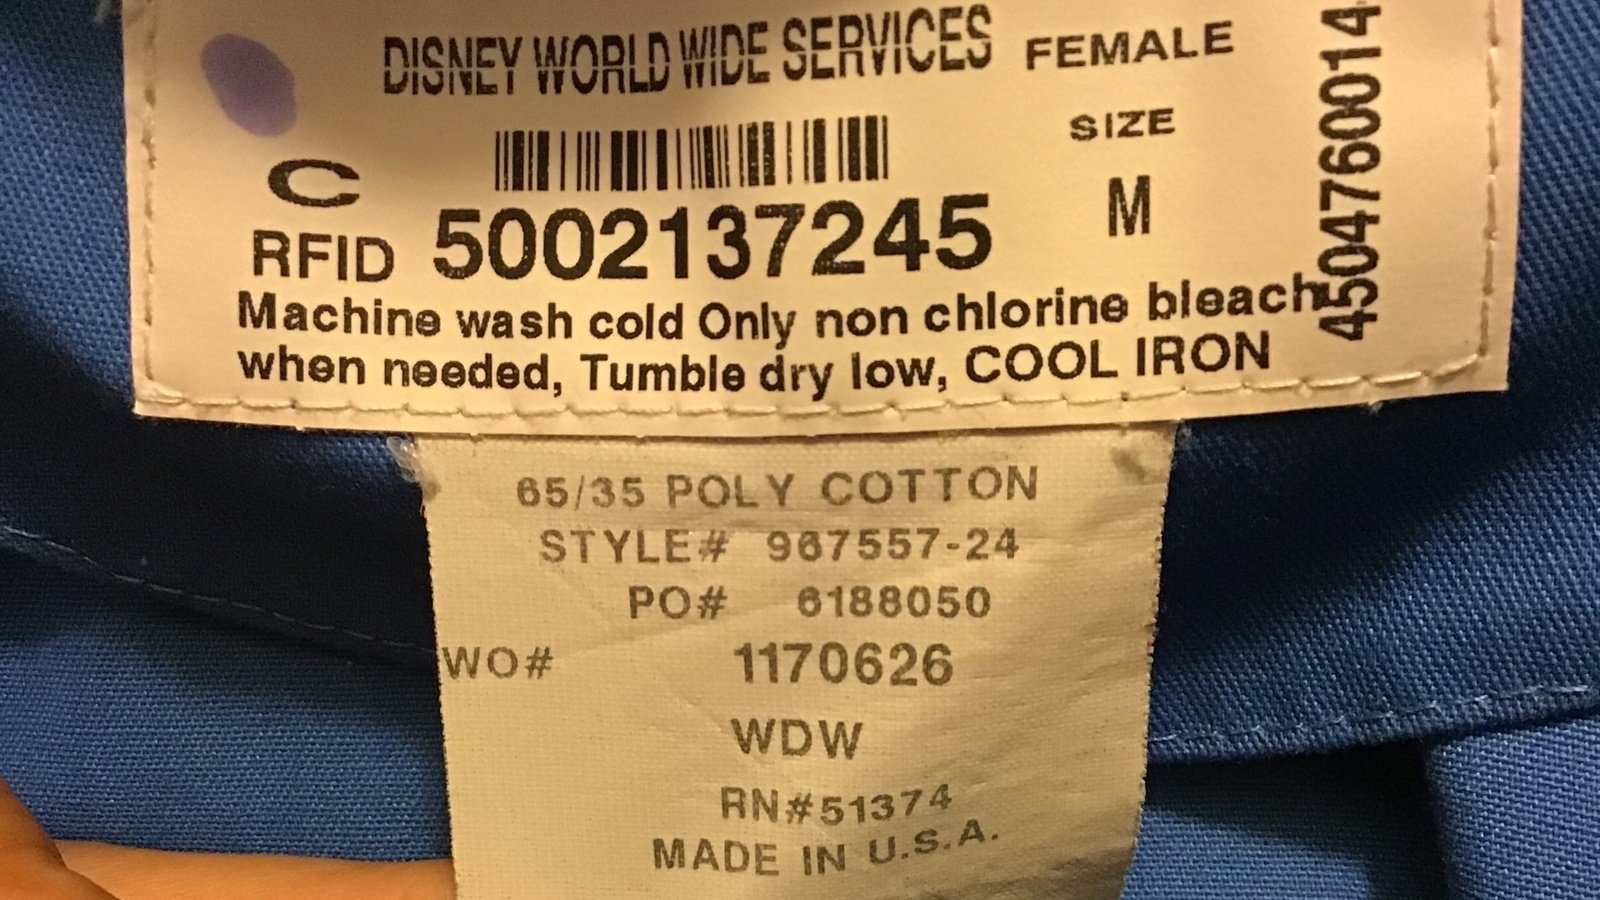 DISNEY WORLD WIDE SERVICES FEMALE
SIZE
C
M
RFID 5002137245
Machine wash cold Only non chlorine bleach
when needed, Tumble dry low, COOL IRON
4504760014
65/35 POLY COTTON
STYLE# 967557-24
PO# 6188050
WO# 1170626
WDW
RN#51374
MADE IN U.S.A.